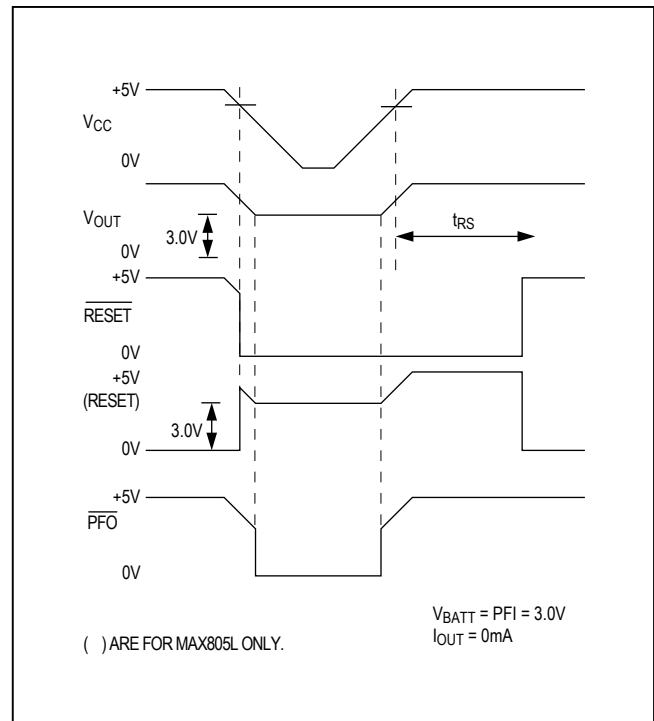 +5V
VCC
0V
VOUT
3.0V
0V
tRS
+5V
RESET
0V
+5V
(RESET)
3.0V
0V
+5V
PFO
0V
VBATT = PFI = 3.0V
IOUT = 0mA
( ) ARE FOR MAX805L ONLY.